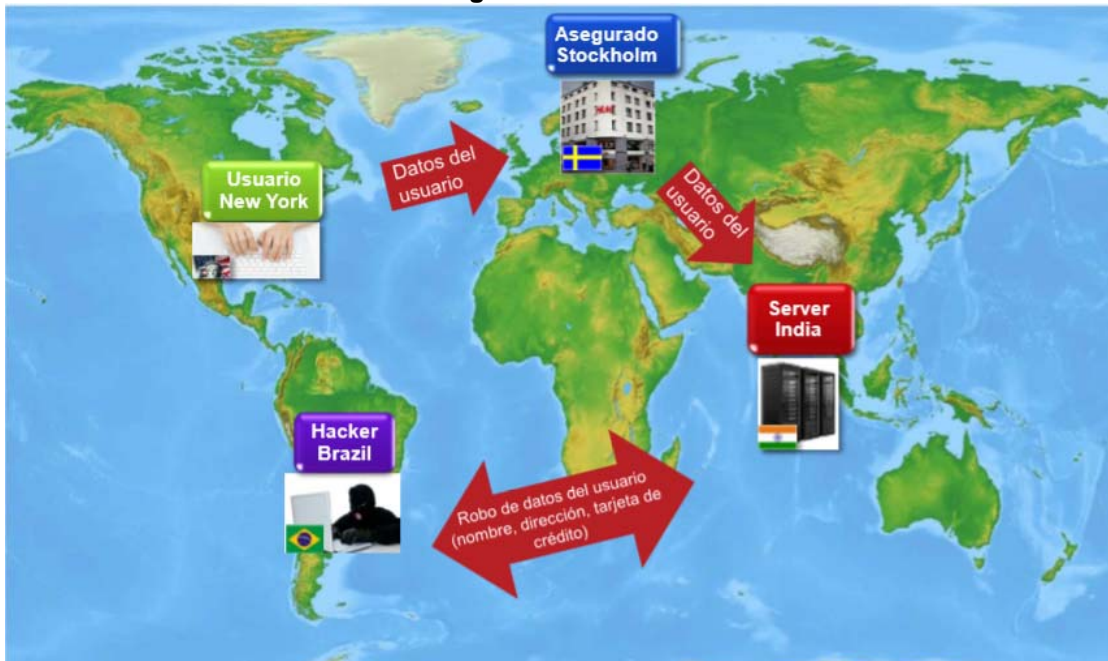 Asegurado
Stockholm
Datos del
usuario
Usuario
New York
Datos del
usuario
Server
India
Hacker
Brazil
Robo de datos del usuario
(nombre, dirección, tarjeta de
crédito)